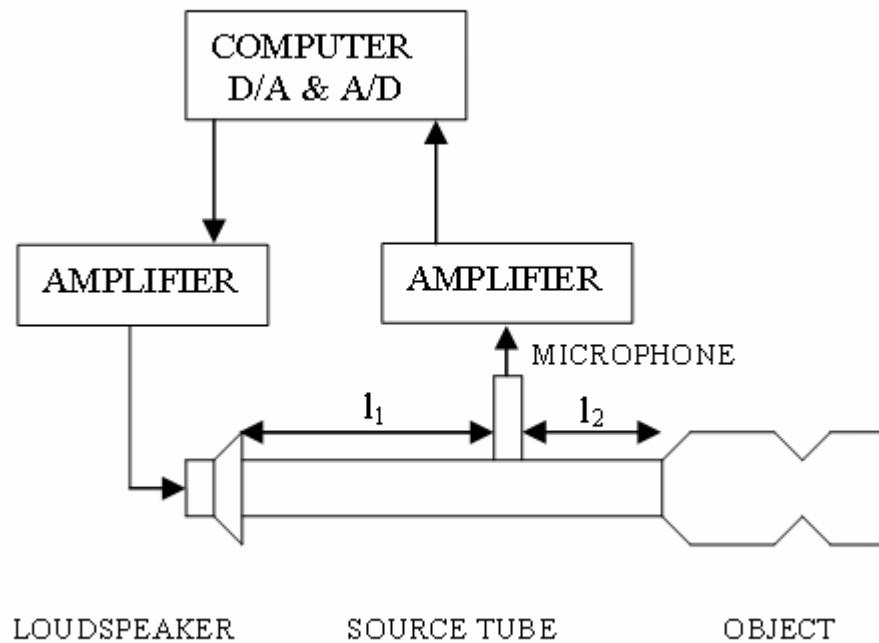 COMPUTER
D/A & A/D
AMPLIFIER
AMPLIFIER
MICROPHONE
l₁
l₂
LOUDSPEAKER
SOURCE TUBE
OBJECT